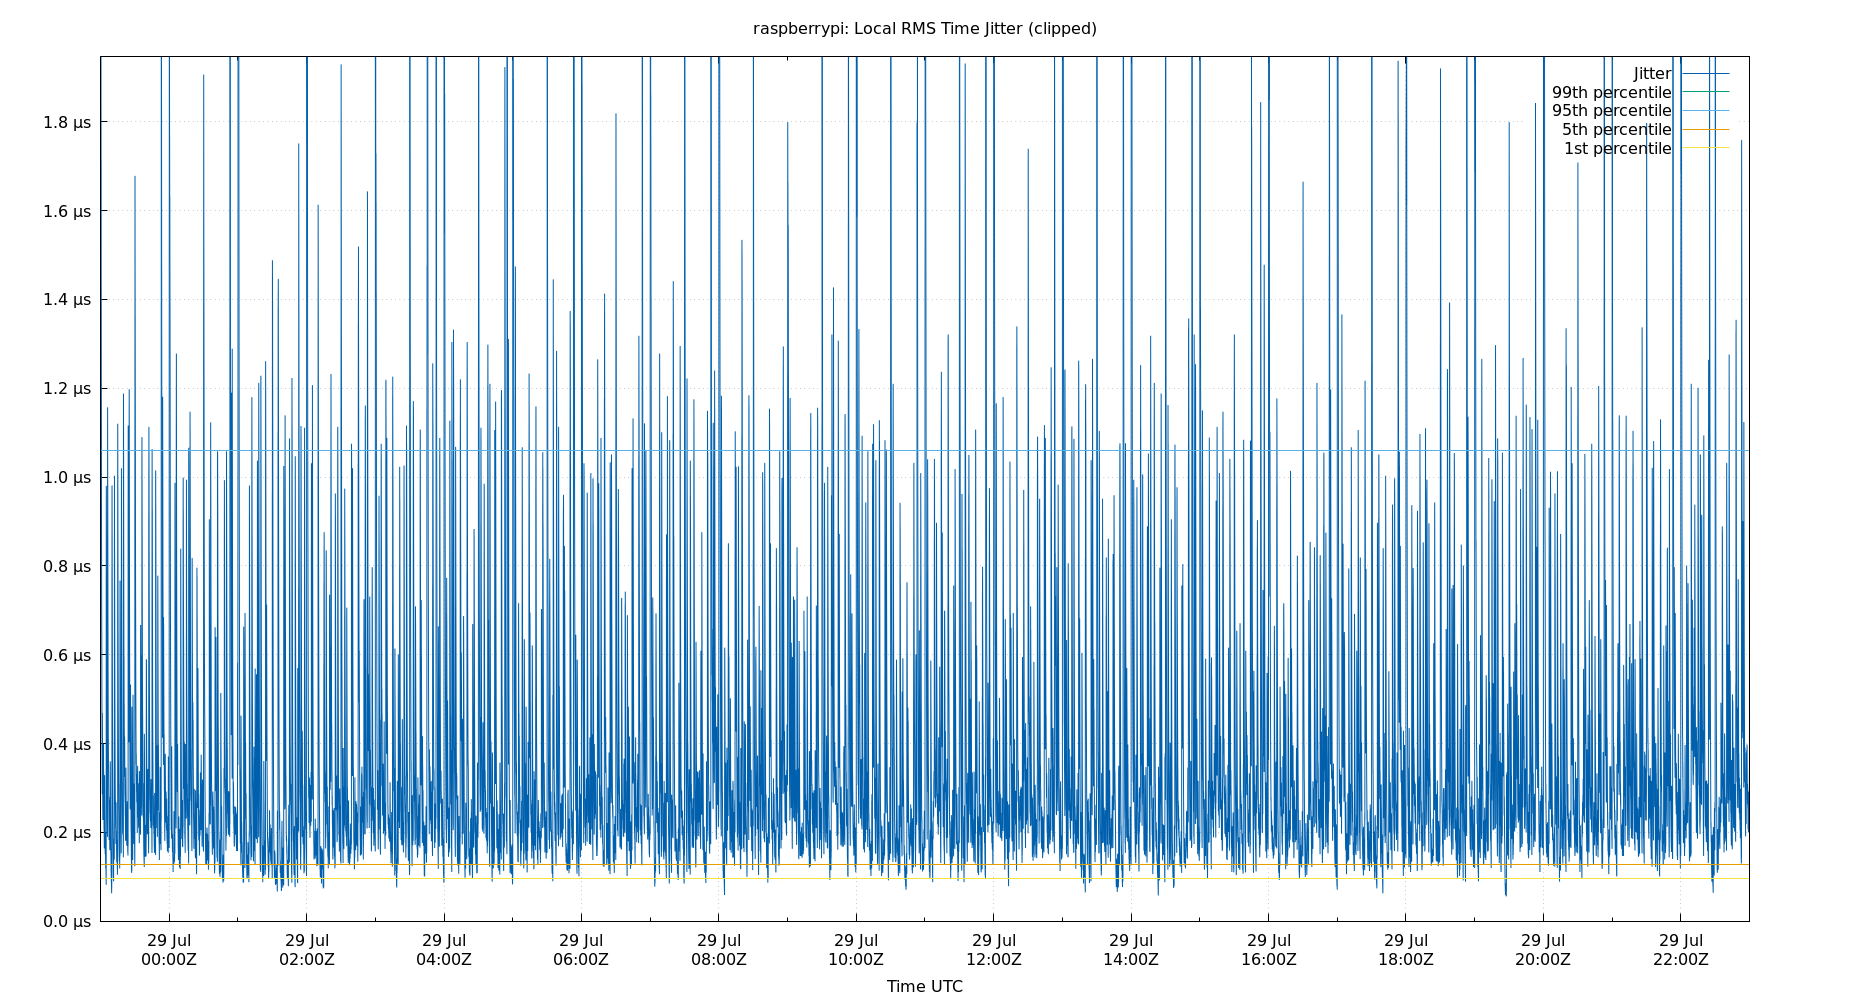 raspberrypi: Local RMS Time Jitter (clipped)
Jitter
99th percentile
95th percentile
5th percentile
1st percentile
1.8 μs
1.6 μs
1.4 μs
1.2 μs
1.0 μs
0.8 μs
0.6 μs
0.4 μs
0.2 μs
0.0 μs
29 Jul 29 Jul 29 Jul 29 Jul 29 Jul 29 Jul 29 Jul 29 Jul 29 Jul 29 Jul 29 Jul 29 Jul
00:00Z 02:00Z 04:00Z 06:00Z 08:00Z 10:00Z 12:00Z 14:00Z 16:00Z 18:00Z 20:00Z 22:00Z
Time UTC